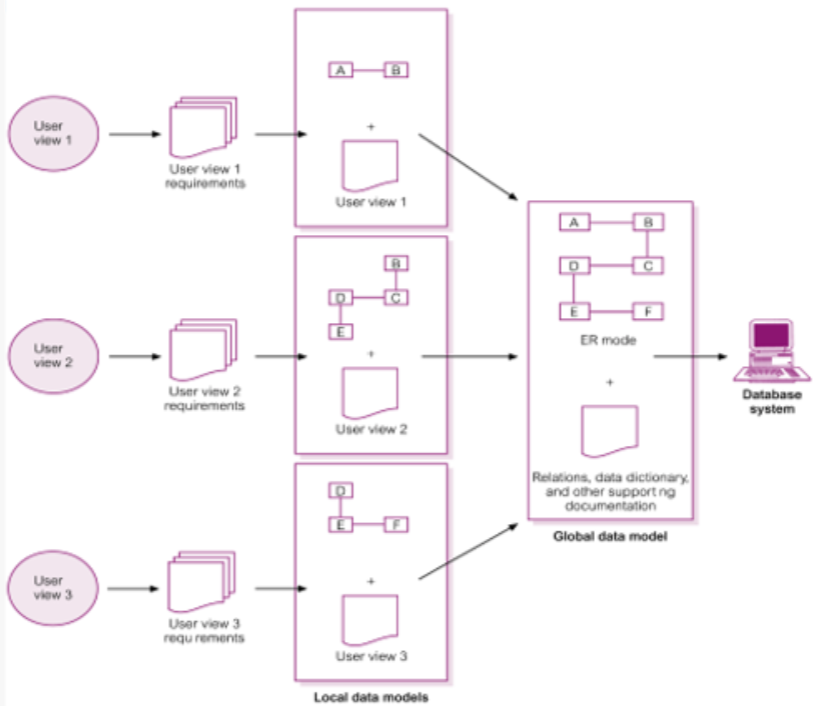 User
view 1
User view 1
requirements
A
B
+
User view 1
User
view 2
User view 2
requirements
B
D
C
E
+
User view 2
User
view 3
User view 3
requ rements
D
E
F
+
User view 3
Local data models
A
B
D
C
E
F
ER mode
+
Relations, data dictionary,
and other support ng
documentation
Global data model
Database
system